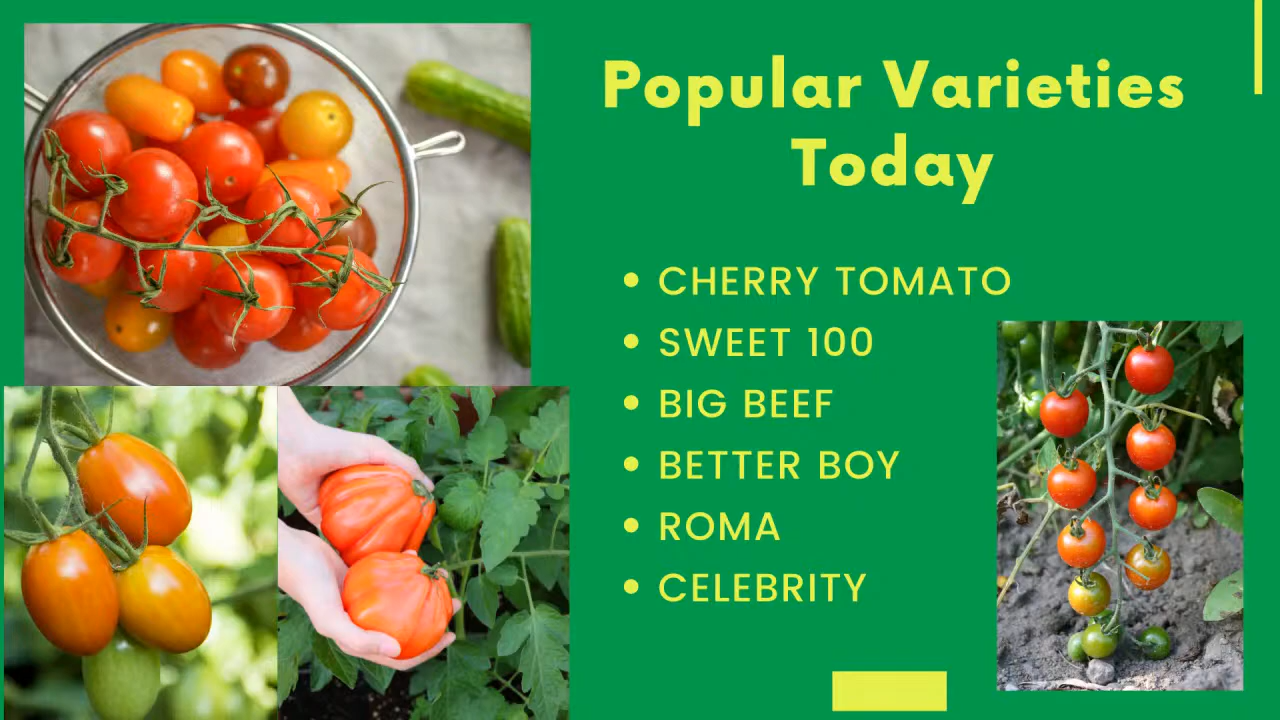 Popular Varieties
Today
• CHERRY TOMATO
• SWEET 100
• BIG BEEF
• BETTER BOY
• ROMA
• CELEBRITY